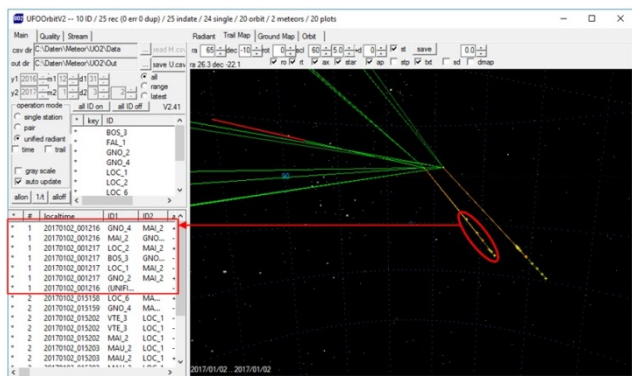 UFOOrbitV2 -- 10 ID / 25 rec (0 err 0 dup) / 25 indate / 24 single / 20 orbit / 2 meteors / 20 plots
Main Quality Stream
csv dir C:\Daten\Meteor\UO2\Data ... read M.csv
out dir C:\Daten\Meteor\UO2\Out ... save U.csv
y1 2016 m1 12 d1 31
y2 2017 m2 1 d2 3 2
all
range
latest
operation mode all ID on all ID off V2.41
single station
pair
unified radiant
time trail
gray scale
auto update
allon 1/t alloff
* key ID
* BOS_3
* FAL_1
* GNO_2
* GNO_4
* LOC_1
* LOC_2
* LOC_6
* # localtime ID1 ID2 a
* 1 20170102_001216 GNO_4 MAI_2 +
* 1 20170102_001216 MAI_2 GNO... -
* 1 20170102_001217 LOC_2 MAI_2 +
* 1 20170102_001217 BOS_3 GNO... -
* 1 20170102_001217 LOC_1 MAI_2 -
* 1 20170102_001217 GNO_2 MAI_2 +
* 1 20170102_001216 (UNIFI... -
* 2 20170102_015158 LOC_6 MA... +
* 2 20170102_015159 GNO_4 MA... -
* 2 20170102_015202 VTE_3 LOC_1 -
* 2 20170102_015202 VTE_3 LOC_1 -
* 2 20170102_015203 MAU_2 LOC_1 +
* 2 20170102_015203 MAU_2 LOC_1
Radiant Trail Map Ground Map Orbit
ra 65 dec -10 rot 0 scl 60 5.0 +d 0 st save 0.0
ra 26.3 dec -22.1 ro rt ax star ap stp txt sd dmap
90
2017/01/02 .. 2017/01/02